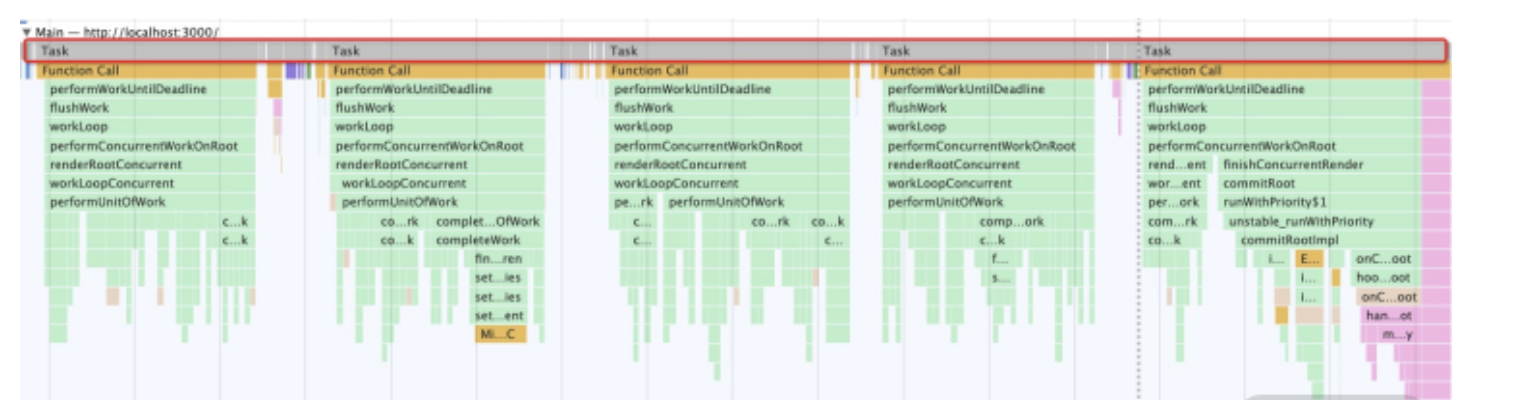 ▼ Main — http://localhost:3000/
Task Task Task Task Task
Function Call Function Call Function Call Function Call Function Call
performWorkUntilDeadline performWorkUntilDeadline performWorkUntilDeadline performWorkUntilDeadline performWorkUntilDeadline
flushWork flushWork flushWork flushWork flushWork
workLoop workLoop workLoop workLoop workLoop
performConcurrentWorkOnRoot performConcurrentWorkOnRoot performConcurrentWorkOnRoot performConcurrentWorkOnRoot performConcurrentWorkOnRoot
renderRootConcurrent renderRootConcurrent renderRootConcurrent renderRootConcurrent rend...ent finishConcurrentRender
workLoopConcurrent workLoopConcurrent workLoopConcurrent workLoopConcurrent wor...ent commitRoot
performUnitOfWork performUnitOfWork pe...rk performUnitOfWork performUnitOfWork per...ork runWithPriority$1
c...k co...rk complet...OfWork c... co...rk co...k comp...ork com...rk unstable_runWithPriority
c...k co...k completeWork c... c... c...k co...k commitRootImpl
fin...ren f... i... E... onC...oot
set...ies s... i... hoo...oot
set...ies i... onC...oot
set...ent han...ot
Mi...C m...y